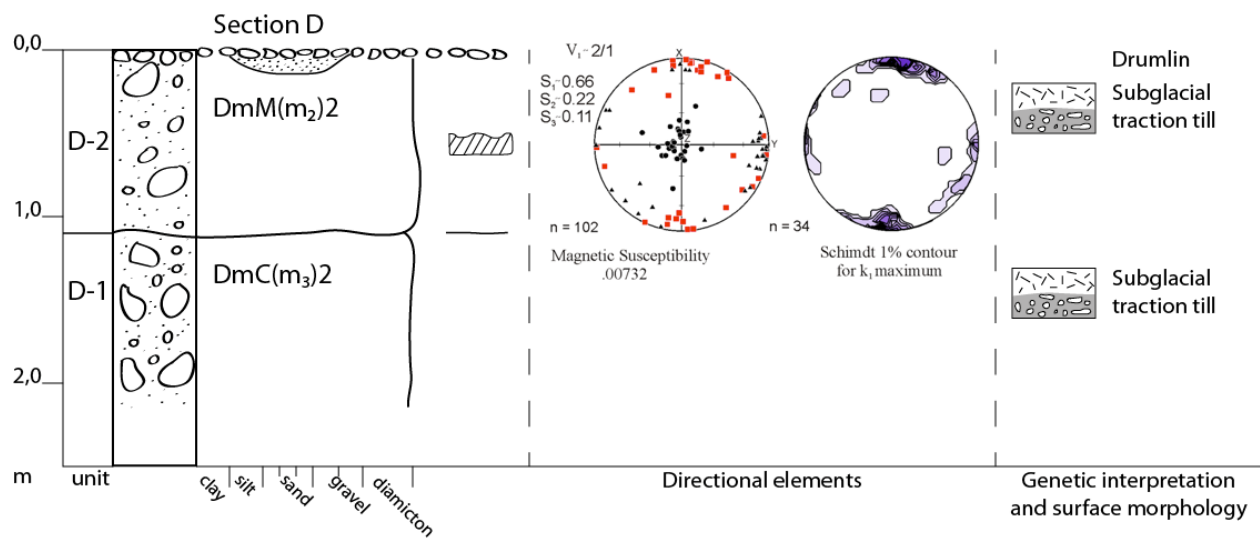 Section D
0,0
D-2
DmM(m₂)2
1,0
D-1
DmC(m₃)2
2,0
m
unit
clay
silt
sand
gravel
diamicton
V₁-2/1
S₁-0.66
S₂-0.22
S₃-0.11
X
Y
Z
n = 102
Magnetic Susceptibility
.00732
n = 34
Schimdt 1% contour
for k₁ maximum
Directional elements
Drumlin
Subglacial
traction till
Subglacial
traction till
Genetic interpretation
and surface morphology